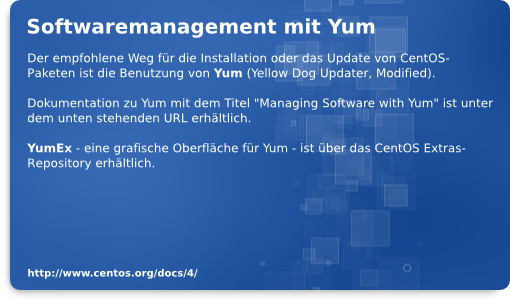 Softwaremanagement mit Yum
Der empfohlene Weg für die Installation oder das Update von CentOS-
Paketen ist die Benutzung von Yum (Yellow Dog Updater, Modified).
Dokumentation zu Yum mit dem Titel "Managing Software with Yum" ist unter
dem unten stehenden URL erhältlich.
YumEx - eine grafische Oberfläche für Yum - ist über das CentOS Extras-
Repository erhältlich.
http://www.centos.org/docs/4/